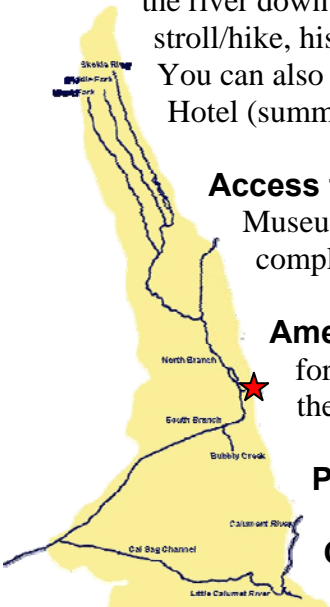 the river down
stroll/hike, his
You can also
Hotel (summ
Access
Museu
compl
Ame
for
the
P
Skokie River
Middle Fork
West Fork
North Branch
South Branch
Bubbly Creek
Calument River
Cal Sag Channel
Little Calumet River